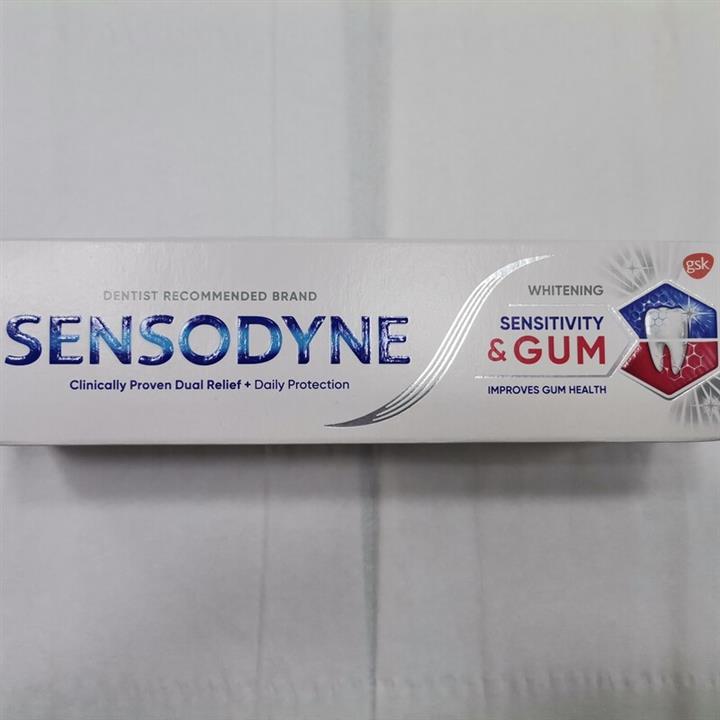 DENTIST RECOMMENDED BRAND
SENSODYNE
Clinically Proven Dual Relief + Daily Protection
WHITENING
SENSITIVITY
& GUM
IMPROVES GUM HEALTH
gsk